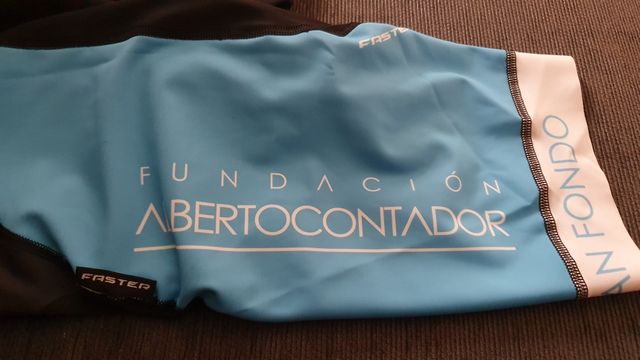 FASTER
FUNDACIÓN
ABERTOCONTADOR
FASTER
AN FONDO